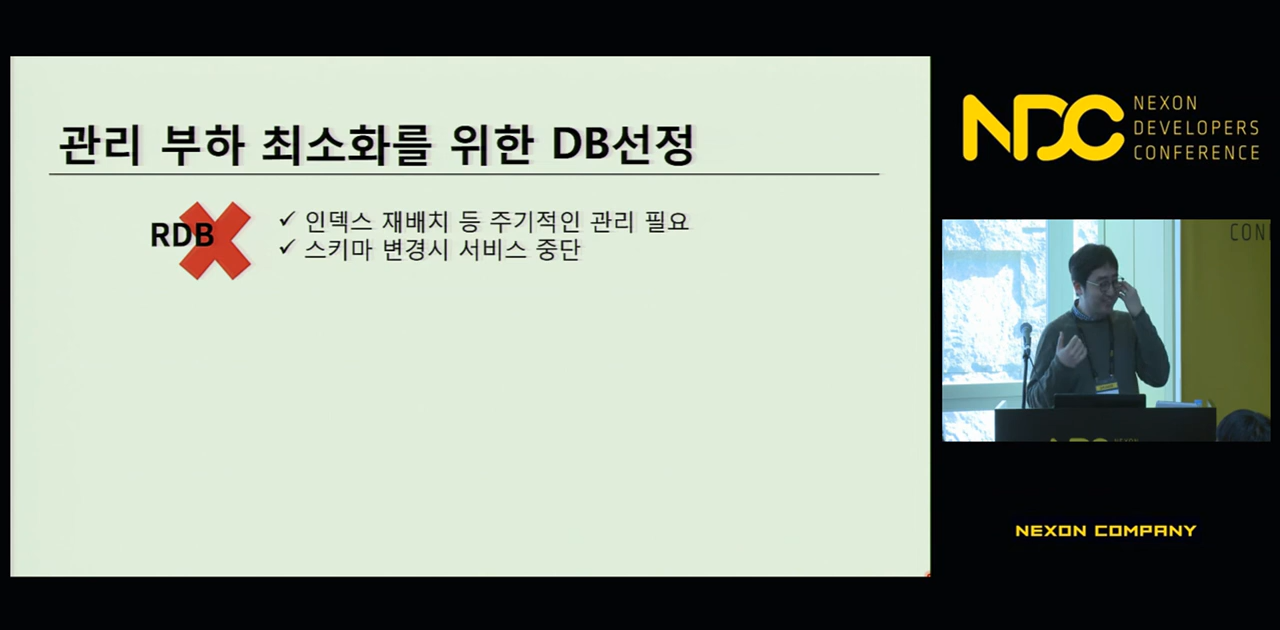 관리 부하 최소화를 위한 DB선정
RDB
✓ 인덱스 재배치 등 주기적인 관리 필요
✓ 스키마 변경시 서비스 중단
NDC
NEXON
DEVELOPERS
CONFERENCE
CON
NEXON COMPANY